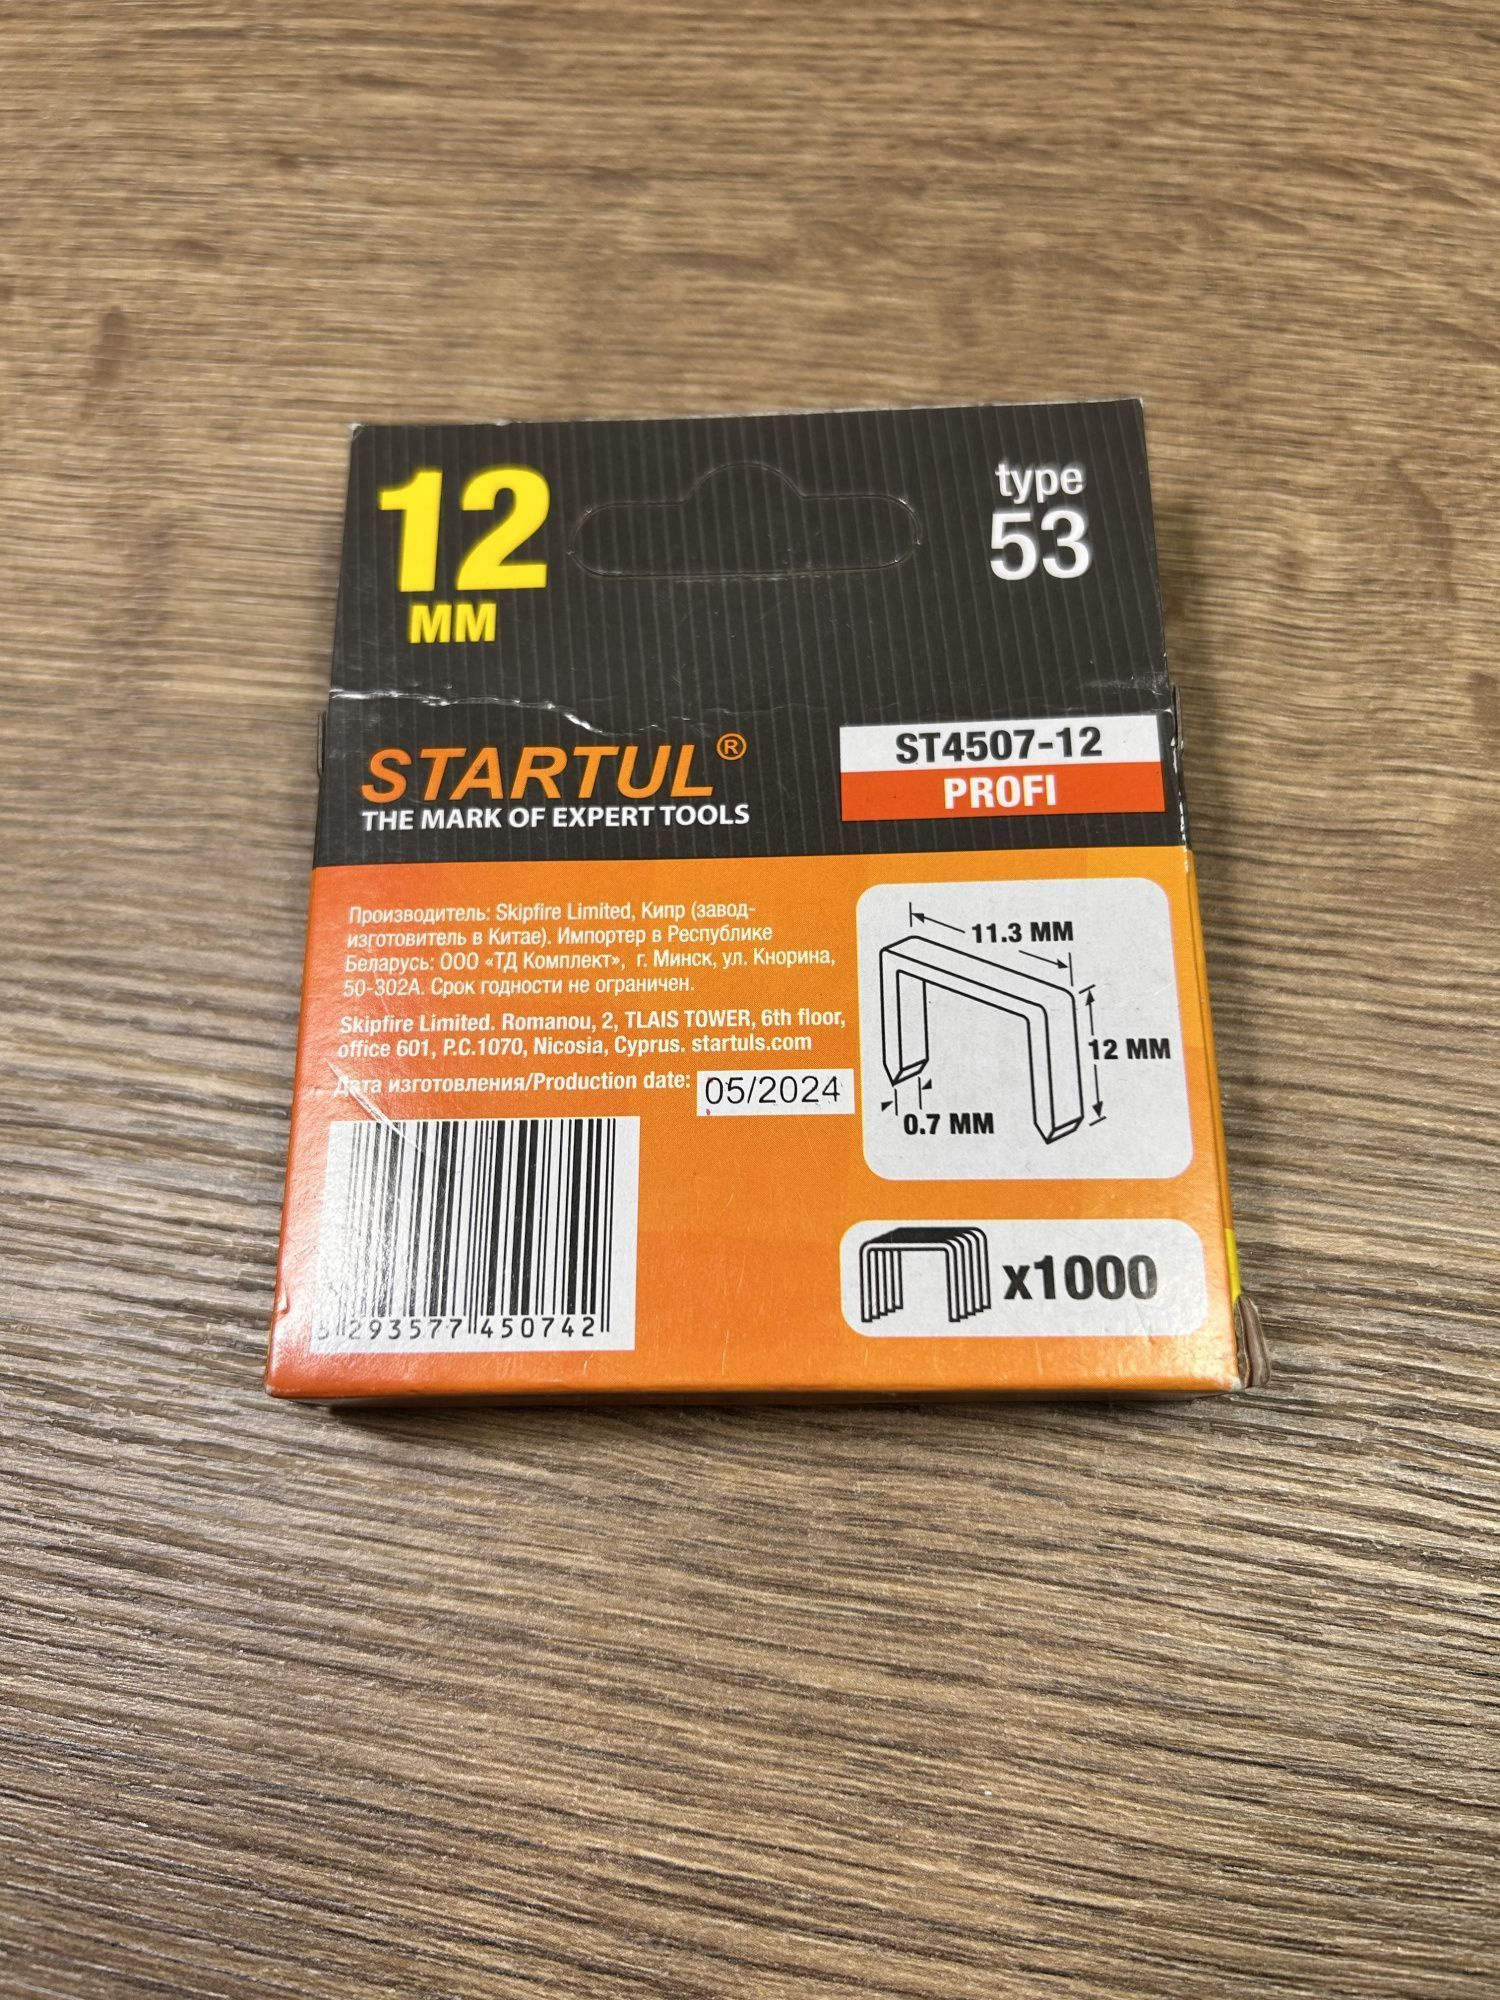 12
MM
type
53
STARTUL®
THE MARK OF EXPERT TOOLS
ST4507-12
PROFI
Производитель: Skipfire Limited, Кипр (завод-
изготовитель в Китае). Импортер в Республике
Беларусь: ООО «ТД Комплект», г. Минск, ул. Кнорина,
50-302А. Срок годности не ограничен.
Skipfire Limited. Romanou, 2, TLAIS TOWER, 6th floor,
office 601, P.C.1070, Nicosia, Cyprus. startuls.com
Дата изготовления/Production date: 05/2024
5 293577 450742
11.3 MM
12 MM
0.7 MM
x1000